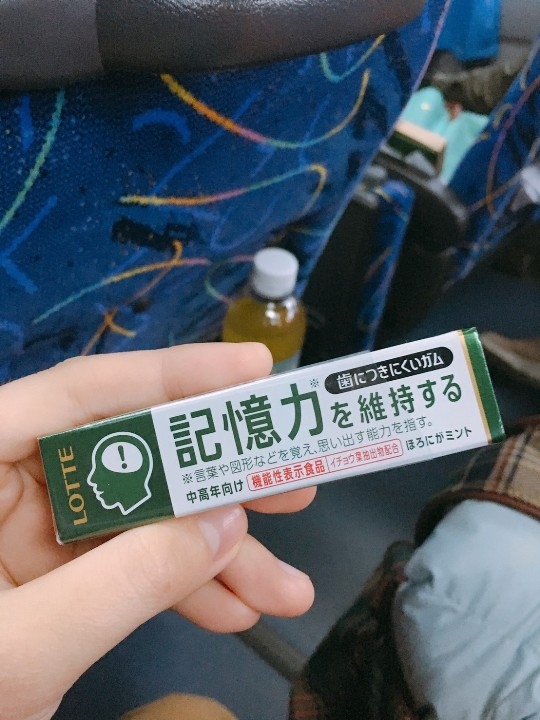 LOTTE
歯につきにくいガム
記憶力※を維持する
※言葉や図形などを覚え、思い出す能力を指す。
中高年向け 機能性表示食品 イチョウ葉抽出物配合 ほろにがミント